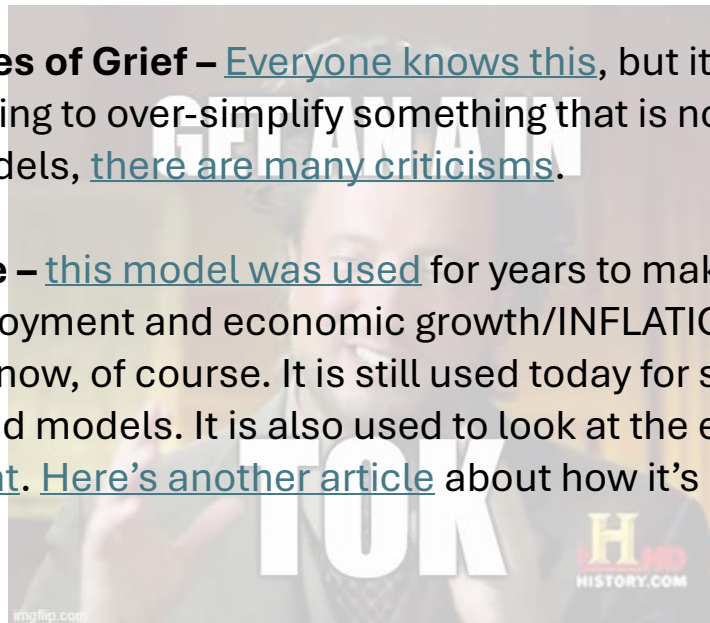 es of Grief – Everyone knows this, but it
ing to over-simplify something that is no
dels, there are many criticisms.
e – this model was used for years to mak
oyment and economic growth/INFLATIO
now, of course. It is still used today for s
d models. It is also used to look at the e
nt. Here's another article about how it's
GET AN A IN
TOK
H HD
HISTORY.COM
imgflip.com